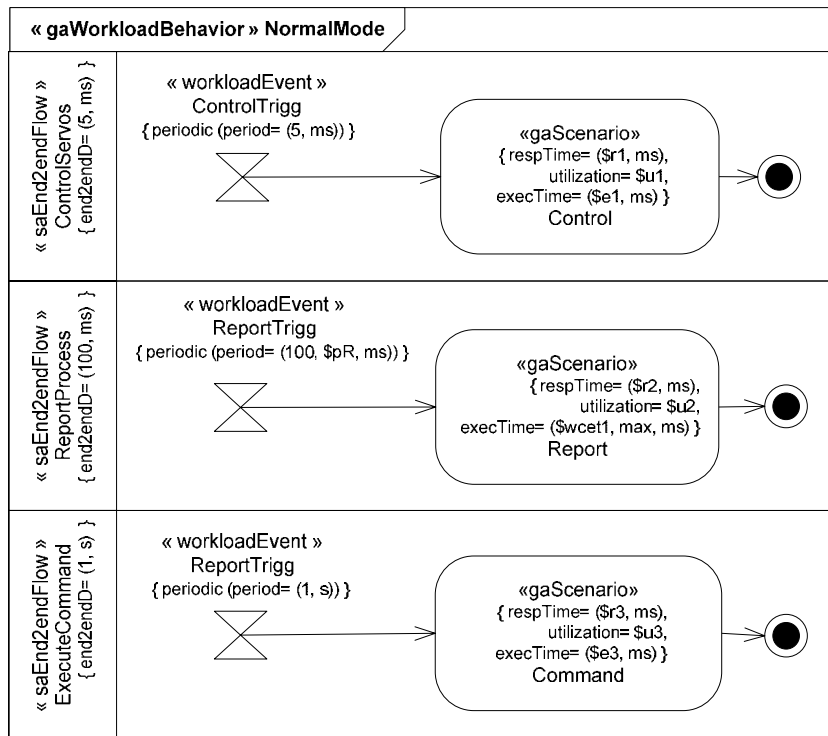 « gaWorkloadBehavior » NormalMode
« saEnd2endFlow »
ControlServos
{ end2endD= (5, ms) }
« workloadEvent »
ControlTrigg
{ periodic (period= (5, ms)) }
«gaScenario»
{ respTime= ($r1, ms),
utilization= $u1,
execTime= ($e1, ms) }
Control
« saEnd2endFlow »
ReportProcess
{ end2endD= (100, ms) }
« workloadEvent »
ReportTrigg
{ periodic (period= (100, $pR, ms)) }
«gaScenario»
{ respTime= ($r2, ms),
utilization= $u2,
execTime= ($wcet1, max, ms) }
Report
« saEnd2endFlow »
ExecuteCommand
{ end2endD= (1, s) }
« workloadEvent »
ReportTrigg
{ periodic (period= (1, s)) }
«gaScenario»
{ respTime= ($r3, ms),
utilization= $u3,
execTime= ($e3, ms) }
Command